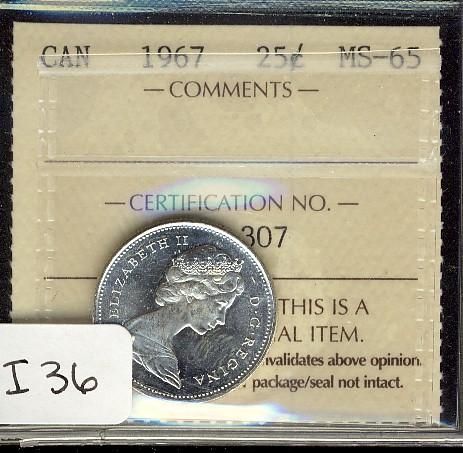 CAN 1967 25¢ MS-65
— COMMENTS —
— CERTIFICATION NO. —
307
ELIZABETH II D·G·REGINA
THIS IS A
AL ITEM.
nvalidates above opinion.
package/seal not intact.
I 36